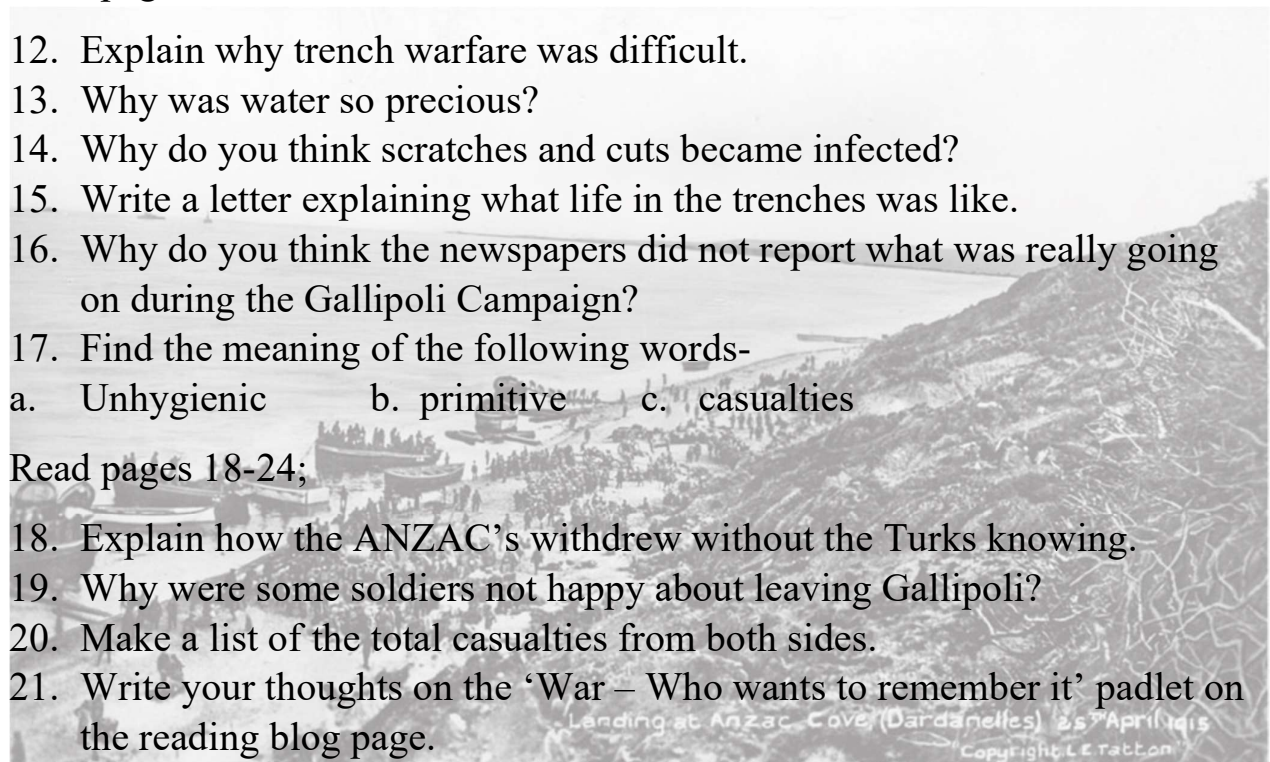 12. Explain why trench warfare was difficult.
13. Why was water so precious?
14. Why do you think scratches and cuts became infected?
15. Write a letter explaining what life in the trenches was like.
16. Why do you think the newspapers did not report what was really going
on during the Gallipoli Campaign?
17. Find the meaning of the following words-
a. Unhygienic b. primitive c. casualties
Read pages 18-24;
18. Explain how the ANZAC’s withdrew without the Turks knowing.
19. Why were some soldiers not happy about leaving Gallipoli?
20. Make a list of the total casualties from both sides.
21. Write your thoughts on the ‘War – Who wants to remember it’ padlet on
the reading blog page.
Landing at Anzac Cove (Dardanelles) 25th April 1915
Copyright L E Tatton